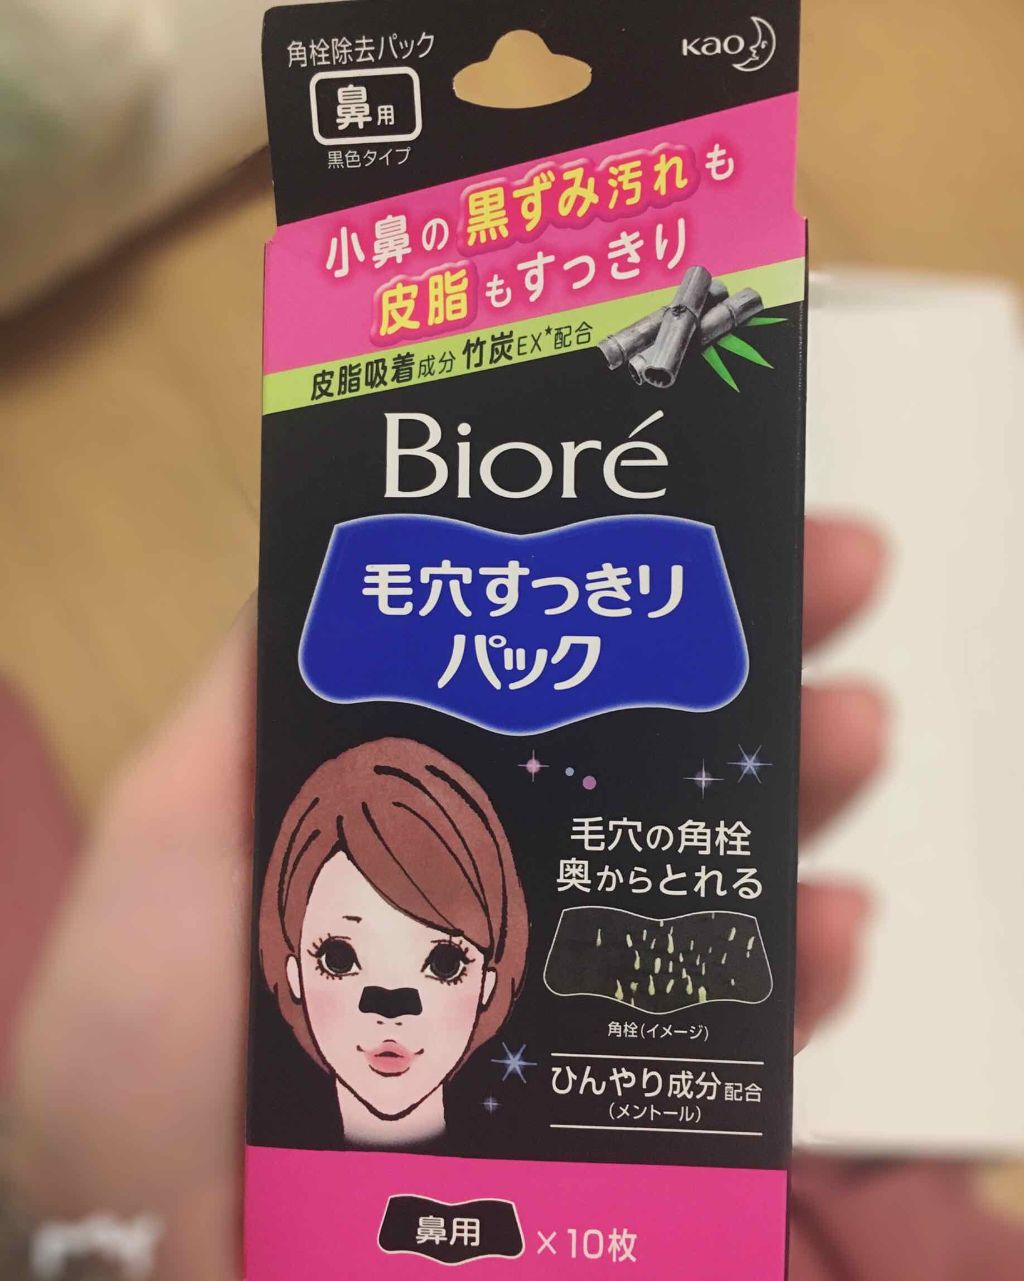 角栓除去パック
鼻用
黒色タイプ
Kao
小鼻の黒ずみ汚れも
皮脂もすっきり
皮脂吸着成分竹炭EX★配合
Bioré
毛穴すっきり
パック
毛穴の角栓
奥からとれる
角栓(イメージ)
ひんやり成分配合
(メントール)
鼻用 ×10枚